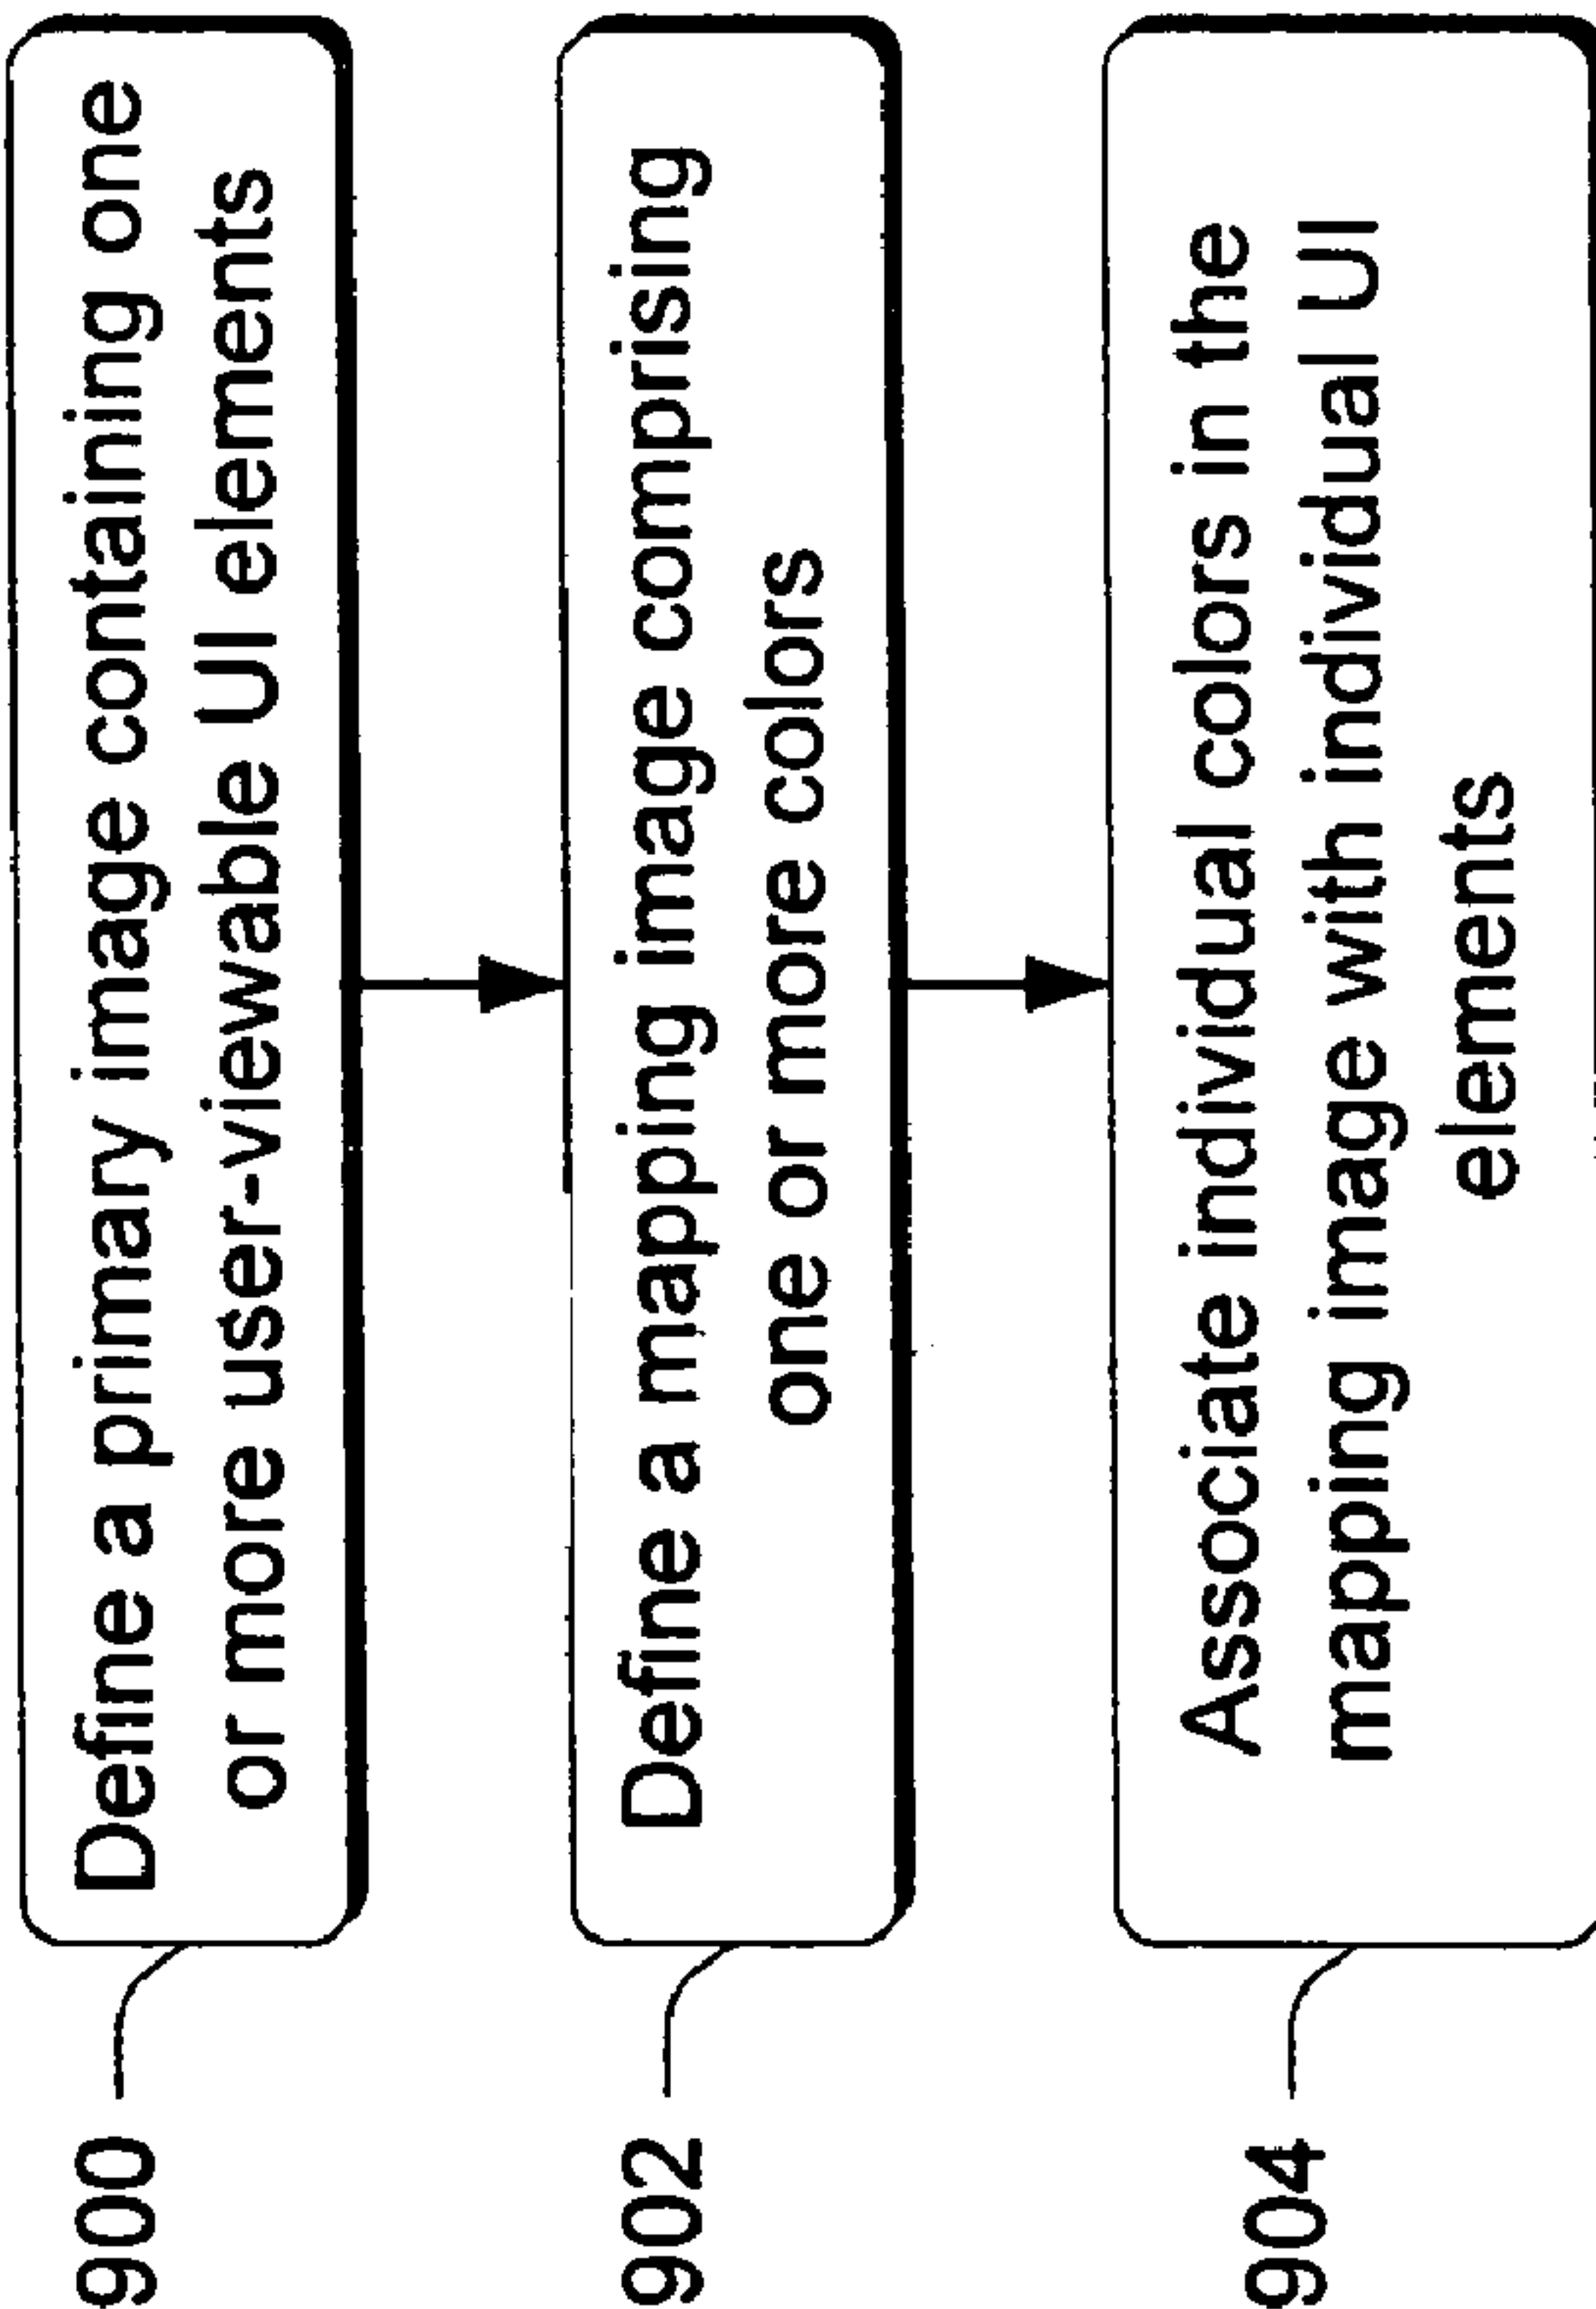 900
Define a primary image containing one
or more user-viewable UI elements
902
Define a mapping image comprising
one or more colors
904
Associate individual colors in the
mapping image with individual UI
elements